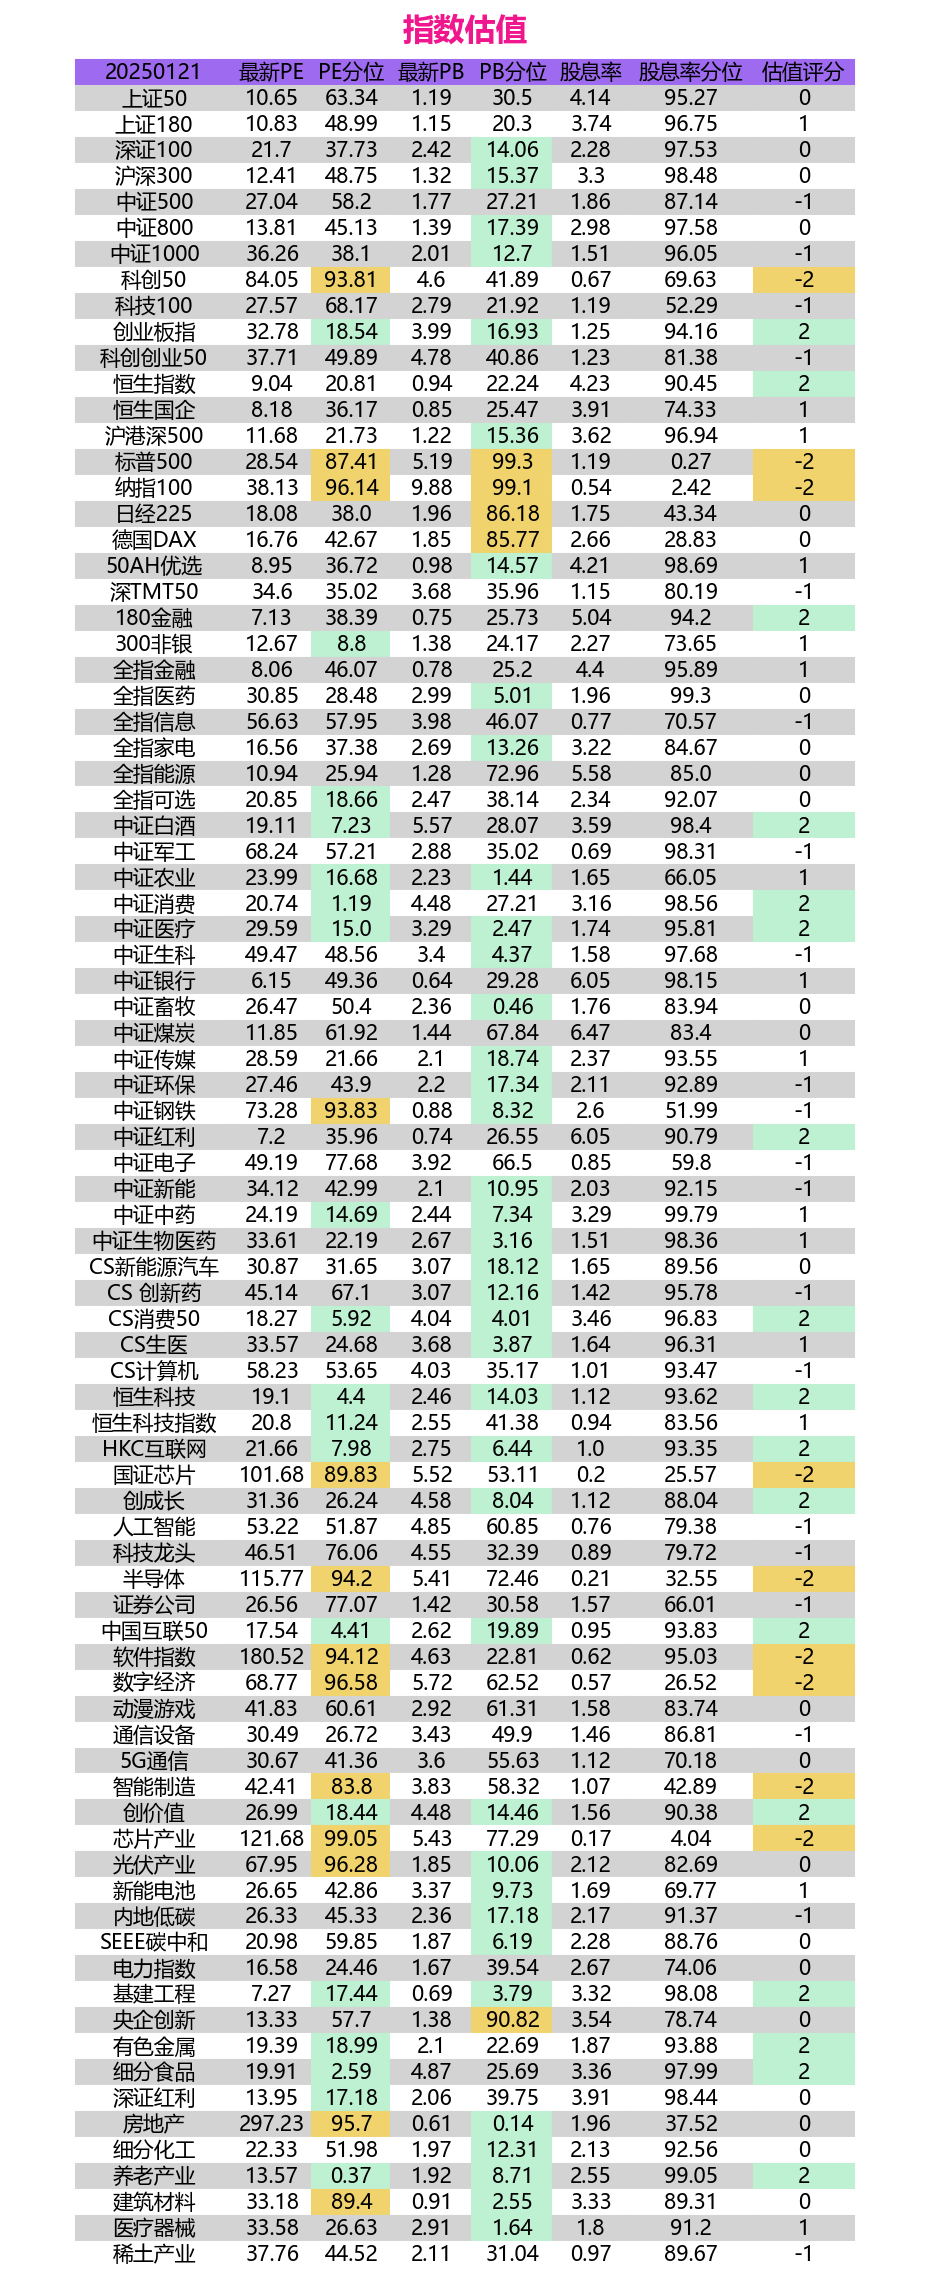 指数估值
20250121 最新PE PE分位 最新PB PB分位 股息率 股息率分位 估值评分
上证50 10.65 63.34 1.19 30.5 4.14 95.27 0
上证180 10.83 48.99 1.15 20.3 3.74 96.75 1
深证100 21.7 37.73 2.42 14.06 2.28 97.53 0
沪深300 12.41 48.75 1.32 15.37 3.3 98.48 0
中证500 27.04 58.2 1.77 27.21 1.86 87.14 -1
中证800 13.81 45.13 1.39 17.39 2.98 97.58 0
中证1000 36.26 38.1 2.01 12.7 1.51 96.05 -1
科创50 84.05 93.81 4.6 41.89 0.67 69.63 -2
科技100 27.57 68.17 2.79 21.92 1.19 52.29 -1
创业板指 32.78 18.54 3.99 16.93 1.25 94.16 2
科创创业50 37.71 49.89 4.78 40.86 1.23 81.38 -1
恒生指数 9.04 20.81 0.94 22.24 4.23 90.45 2
恒生国企 8.18 36.17 0.85 25.47 3.91 74.33 1
沪港深500 11.68 21.73 1.22 15.36 3.62 96.94 1
标普500 28.54 87.41 5.19 99.3 1.19 0.27 -2
纳指100 38.13 96.14 9.88 99.1 0.54 2.42 -2
日经225 18.08 38.0 1.96 86.18 1.75 43.34 0
德国DAX 16.76 42.67 1.85 85.77 2.66 28.83 0
50AH优选 8.95 36.72 0.98 14.57 4.21 98.69 1
深TMT50 34.6 35.02 3.68 35.96 1.15 80.19 -1
180金融 7.13 38.39 0.75 25.73 5.04 94.2 2
300非银 12.67 8.8 1.38 24.17 2.27 73.65 1
全指金融 8.06 46.07 0.78 25.2 4.4 95.89 1
全指医药 30.85 28.48 2.99 5.01 1.96 99.3 0
全指信息 56.63 57.95 3.98 46.07 0.77 70.57 -1
全指家电 16.56 37.38 2.69 13.26 3.22 84.67 0
全指能源 10.94 25.94 1.28 72.96 5.58 85.0 0
全指可选 20.85 18.66 2.47 38.14 2.34 92.07 0
中证白酒 19.11 7.23 5.57 28.07 3.59 98.4 2
中证军工 68.24 57.21 2.88 35.02 0.69 98.31 -1
中证农业 23.99 16.68 2.23 1.44 1.65 66.05 1
中证消费 20.74 1.19 4.48 27.21 3.16 98.56 2
中证医疗 29.59 15.0 3.29 2.47 1.74 95.81 2
中证生科 49.47 48.56 3.4 4.37 1.58 97.68 -1
中证银行 6.15 49.36 0.64 29.28 6.05 98.15 1
中证畜牧 26.47 50.4 2.36 0.46 1.76 83.94 0
中证煤炭 11.85 61.92 1.44 67.84 6.47 83.4 0
中证传媒 28.59 21.66 2.1 18.74 2.37 93.55 1
中证环保 27.46 43.9 2.2 17.34 2.11 92.89 -1
中证钢铁 73.28 93.83 0.88 8.32 2.6 51.99 -1
中证红利 7.2 35.96 0.74 26.55 6.05 90.79 2
中证电子 49.19 77.68 3.92 66.5 0.85 59.8 -1
中证新能 34.12 42.99 2.1 10.95 2.03 92.15 -1
中证中药 24.19 14.69 2.44 7.34 3.29 99.79 1
中证生物医药 33.61 22.19 2.67 3.16 1.51 98.36 1
CS新能源汽车 30.87 31.65 3.07 18.12 1.65 89.56 0
CS 创新药 45.14 67.1 3.07 12.16 1.42 95.78 -1
CS消费50 18.27 5.92 4.04 4.01 3.46 96.83 2
CS生医 33.57 24.68 3.68 3.87 1.64 96.31 1
CS计算机 58.23 53.65 4.03 35.17 1.01 93.47 -1
恒生科技 19.1 4.4 2.46 14.03 1.12 93.62 2
恒生科技指数 20.8 11.24 2.55 41.38 0.94 83.56 1
HKC互联网 21.66 7.98 2.75 6.44 1.0 93.35 2
国证芯片 101.68 89.83 5.52 53.11 0.2 25.57 -2
创成长 31.36 26.24 4.58 8.04 1.12 88.04 2
人工智能 53.22 51.87 4.85 60.85 0.76 79.38 -1
科技龙头 46.51 76.06 4.55 32.39 0.89 79.72 -1
半导体 115.77 94.2 5.41 72.46 0.21 32.55 -2
证券公司 26.56 77.07 1.42 30.58 1.57 66.01 -1
中国互联50 17.54 4.41 2.62 19.89 0.95 93.83 2
软件指数 180.52 94.12 4.63 22.81 0.62 95.03 -2
数字经济 68.77 96.58 5.72 62.52 0.57 26.52 -2
动漫游戏 41.83 60.61 2.92 61.31 1.58 83.74 0
通信设备 30.49 26.72 3.43 49.9 1.46 86.81 -1
5G通信 30.67 41.36 3.6 55.63 1.12 70.18 0
智能制造 42.41 83.8 3.83 58.32 1.07 42.89 -2
创价值 26.99 18.44 4.48 14.46 1.56 90.38 2
芯片产业 121.68 99.05 5.43 77.29 0.17 4.04 -2
光伏产业 67.95 96.28 1.85 10.06 2.12 82.69 0
新能电池 26.65 42.86 3.37 9.73 1.69 69.77 1
内地低碳 26.33 45.33 2.36 17.18 2.17 91.37 -1
SEEE碳中和 20.98 59.85 1.87 6.19 2.28 88.76 0
电力指数 16.58 24.46 1.67 39.54 2.67 74.06 0
基建工程 7.27 17.44 0.69 3.79 3.32 98.08 2
央企创新 13.33 57.7 1.38 90.82 3.54 78.74 0
有色金属 19.39 18.99 2.1 22.69 1.87 93.88 2
细分食品 19.91 2.59 4.87 25.69 3.36 97.99 2
深证红利 13.95 17.18 2.06 39.75 3.91 98.44 0
房地产 297.23 95.7 0.61 0.14 1.96 37.52 0
细分化工 22.33 51.98 1.97 12.31 2.13 92.56 0
养老产业 13.57 0.37 1.92 8.71 2.55 99.05 2
建筑材料 33.18 89.4 0.91 2.55 3.33 89.31 0
医疗器械 33.58 26.63 2.91 1.64 1.8 91.2 1
稀土产业 37.76 44.52 2.11 31.04 0.97 89.67 -1